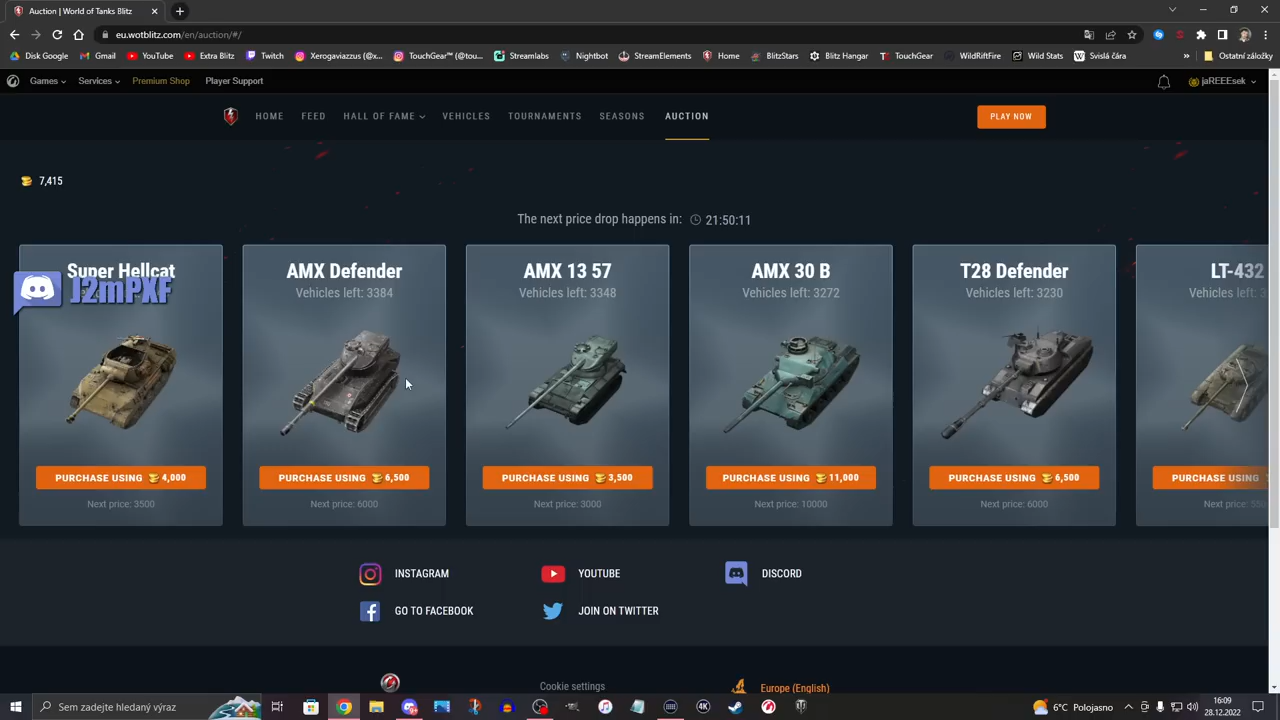 Auction | World of Tanks Blitz
eu.wotblitz.com/en/auction/#/
Disk Google
Gmail
YouTube
Extra Blitz
Twitch
Xerogaviazzus (@x...
TouchGear™ (@tou...
Streamlabs
Nightbot
StreamElements
Home
BlitzStars
Blitz Hangar
TouchGear
WildRiftFire
Wild Stats
Svislá čára
Ostatní záložky
Games
Services
Premium Shop
Player Support
jaREEEsek
HOME
FEED
HALL OF FAME
VEHICLES
TOURNAMENTS
SEASONS
AUCTION
PLAY NOW
7,415
The next price drop happens in: 21:50:11
Super Hellcat
J2mPXF
PURCHASE USING 4,000
Next price: 3500
AMX Defender
Vehicles left: 3384
PURCHASE USING 6,500
Next price: 6000
AMX 13 57
Vehicles left: 3348
PURCHASE USING 3,500
Next price: 3000
AMX 30 B
Vehicles left: 3272
PURCHASE USING 11,000
Next price: 10000
T28 Defender
Vehicles left: 3230
PURCHASE USING 6,500
Next price: 6000
LT-432
Vehicles left:
PURCHASE USING
Next price:
INSTAGRAM
YOUTUBE
DISCORD
GO TO FACEBOOK
JOIN ON TWITTER
Cookie settings
Europe (English)
Sem zadejte hledaný výraz
6°C Polojasno
16:09
28.12.2022